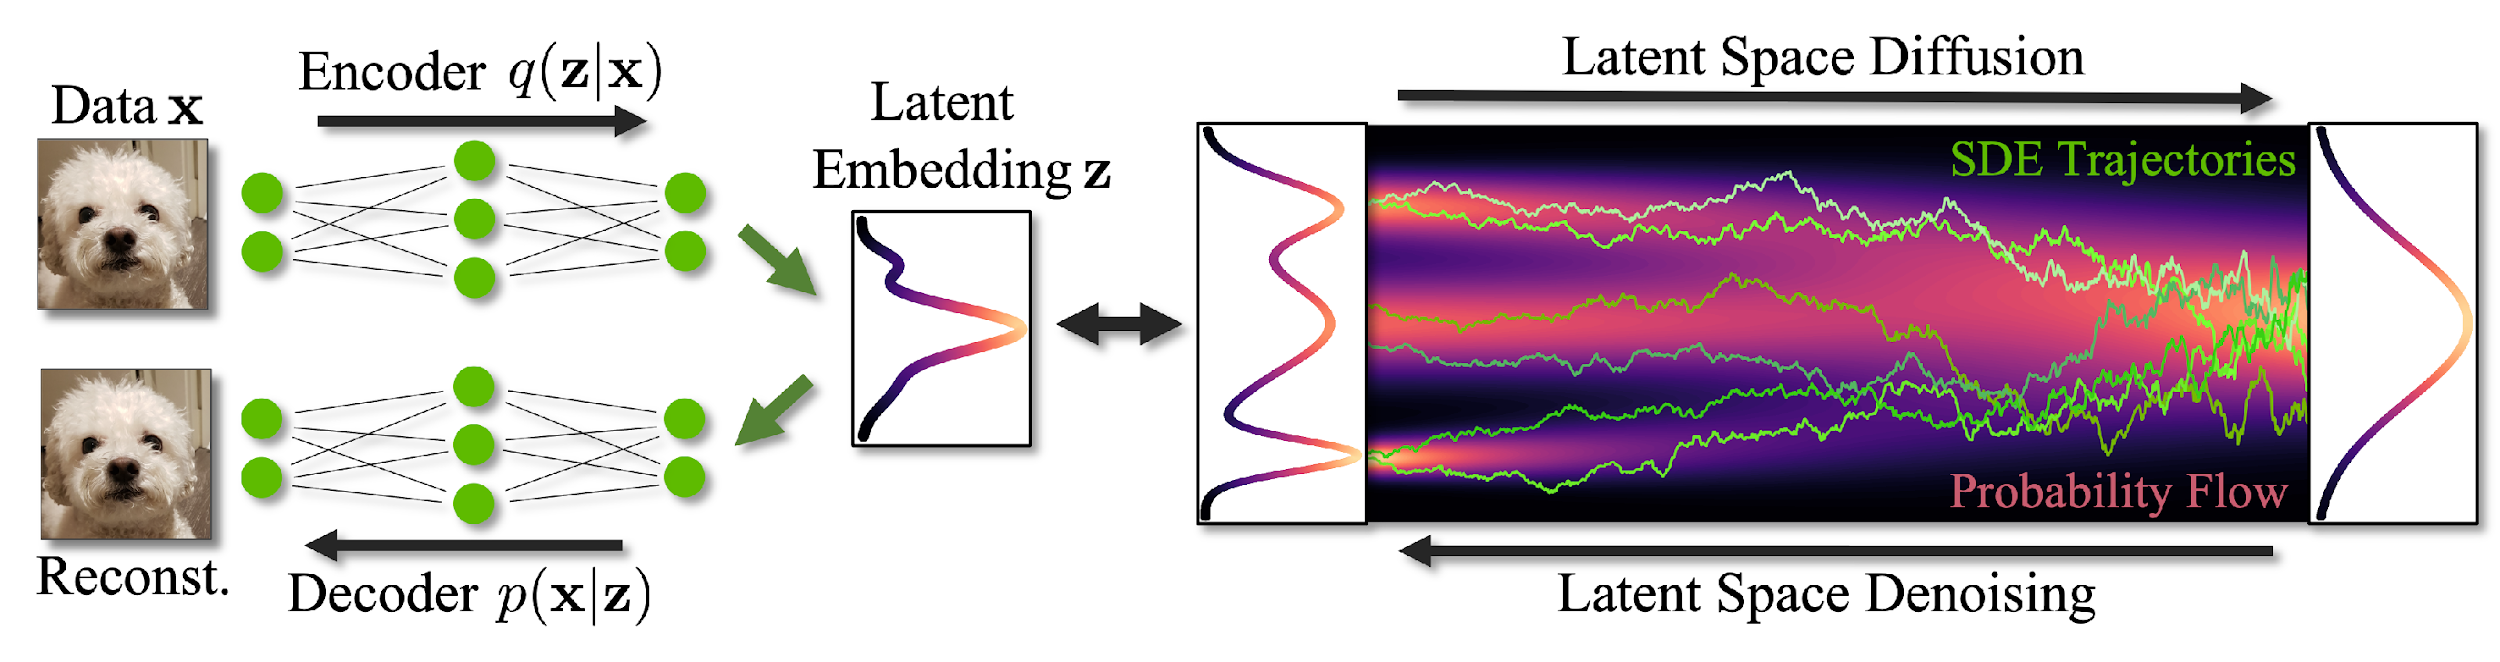 Data x
Encoder q(z|x)
Latent
Embedding z
Reconst.
Decoder p(x|z)
Latent Space Diffusion
SDE Trajectories
Probability Flow
Latent Space Denoising